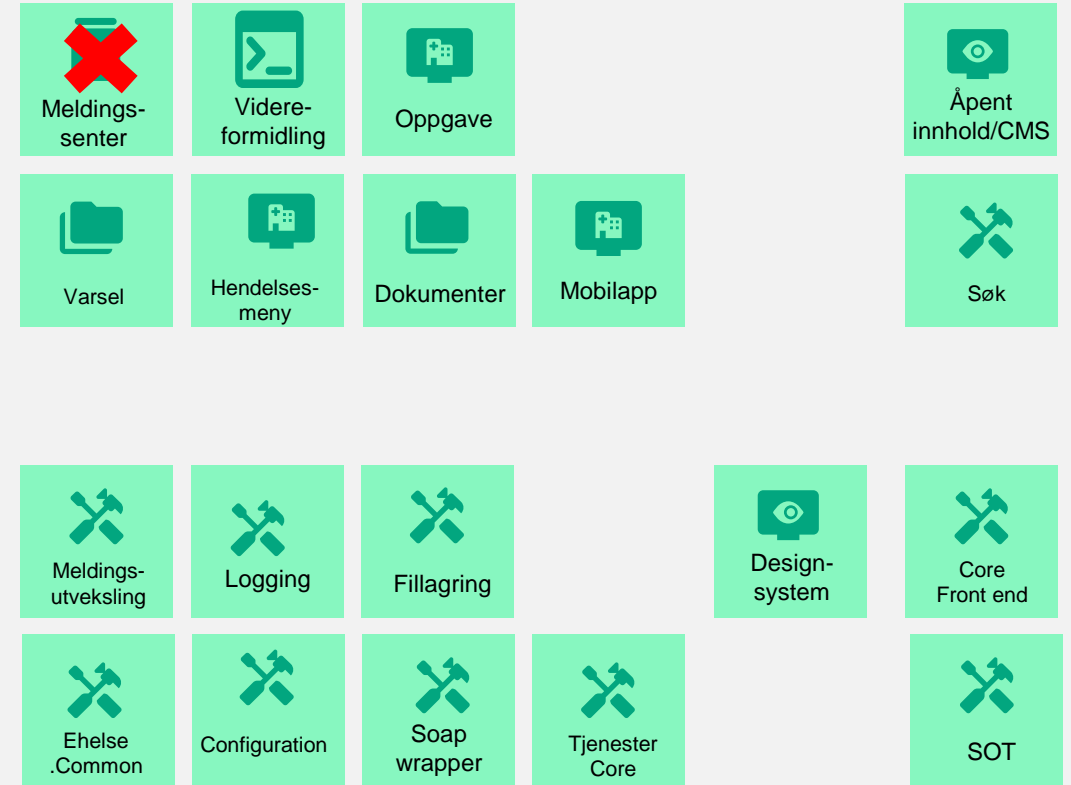 Meldings-
senter
Videre-
formidling
Oppgave
Åpent
innhold/CMS
Varsel
Hendelses-
meny
Dokumenter
Mobilapp
Søk
Meldings-
utveksling
Logging
Fillagring
Design-
system
Core
Front end
Ehelse
.Common
Configuration
Soap
wrapper
Tjenester
Core
SOT